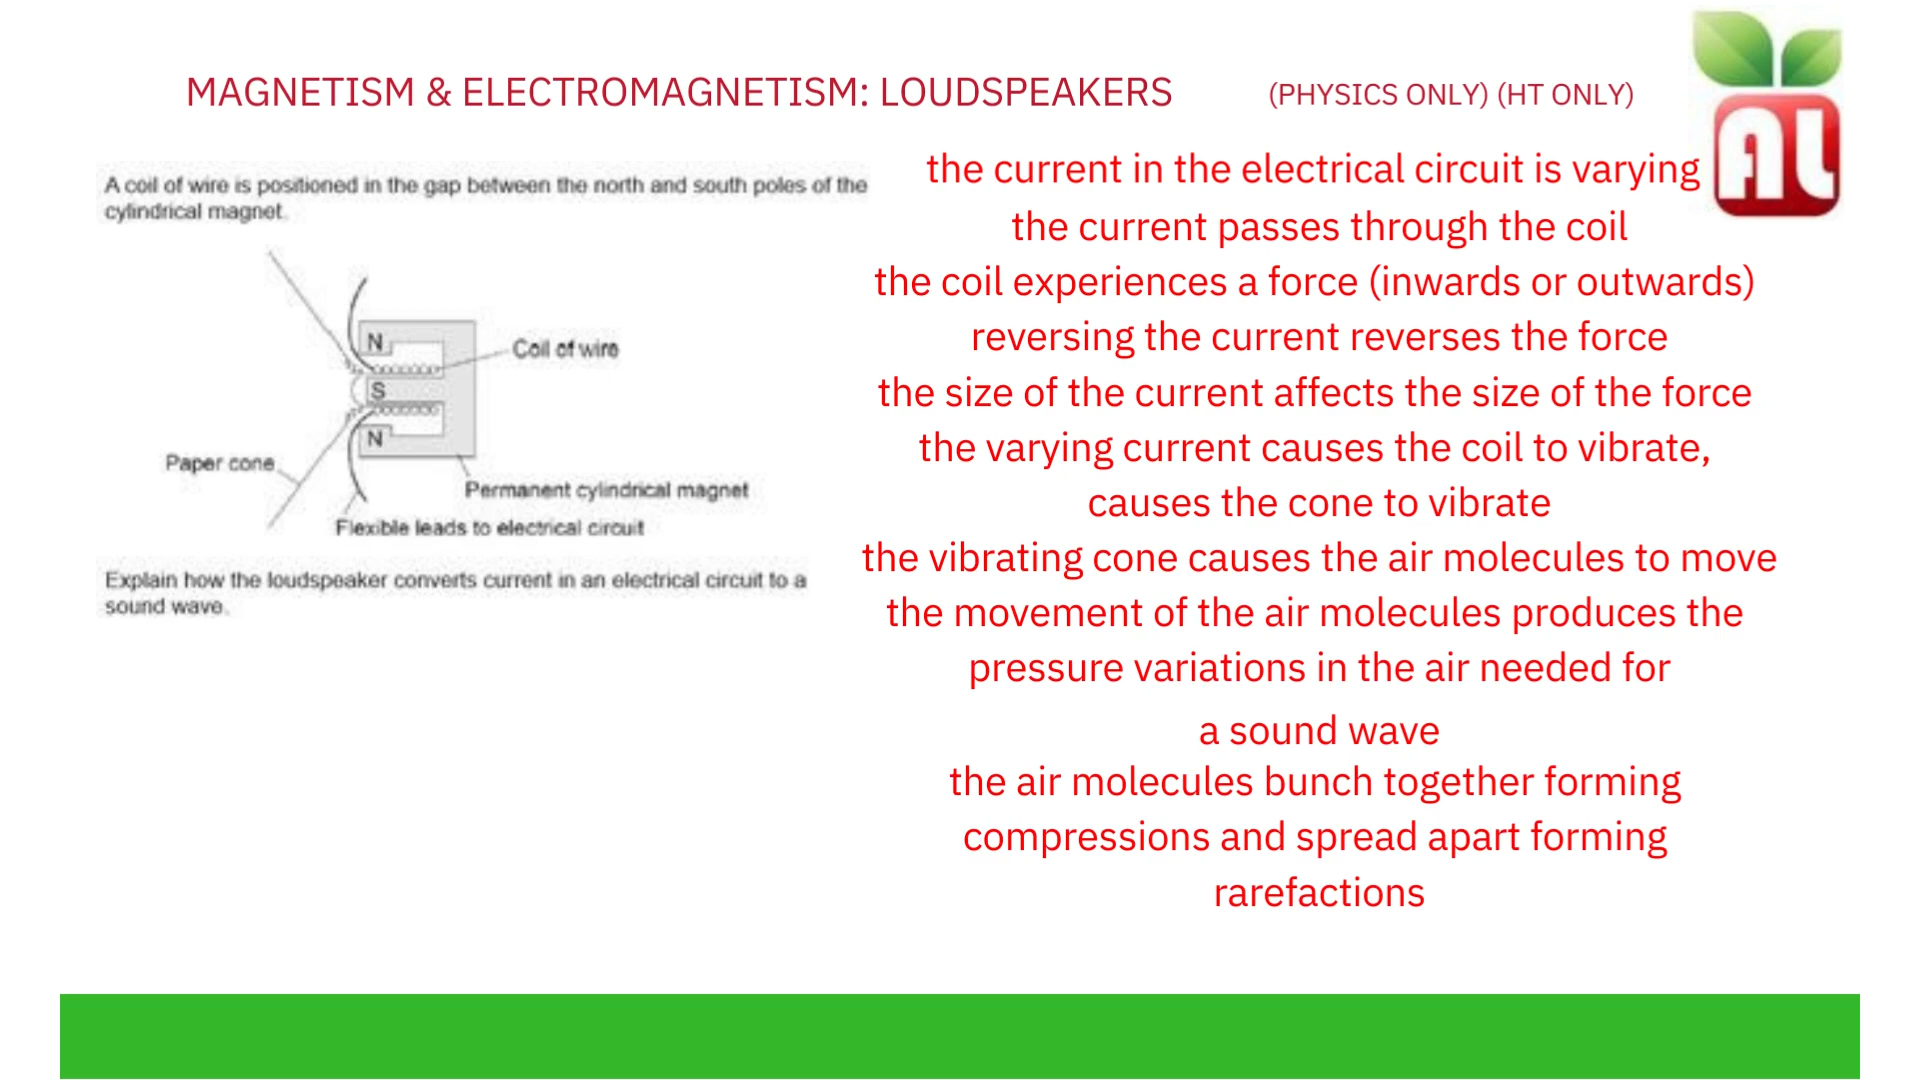 MAGNETISM & ELECTROMAGNETISM: LOUDSPEAKERS (PHYSICS ONLY) (HT ONLY)
AL
A coil of wire is positioned in the gap between the north and south poles of the
cylindrical magnet.
N
Coil of wire
S
N
Paper cone
Permanent cylindrical magnet
Flexible leads to electrical circuit
Explain how the loudspeaker converts current in an electrical circuit to a
sound wave.
the current in the electrical circuit is varying
the current passes through the coil
the coil experiences a force (inwards or outwards)
reversing the current reverses the force
the size of the current affects the size of the force
the varying current causes the coil to vibrate,
causes the cone to vibrate
the vibrating cone causes the air molecules to move
the movement of the air molecules produces the
pressure variations in the air needed for
a sound wave
the air molecules bunch together forming
compressions and spread apart forming
rarefactions